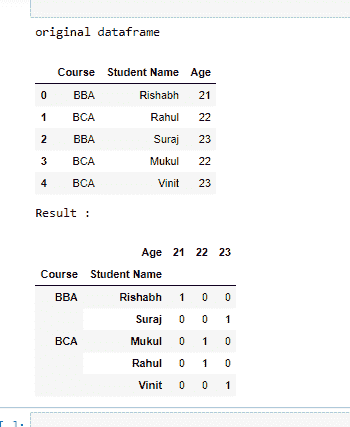 original dataframe
Course Student Name Age
0 BBA Rishabh 21
1 BCA Rahul 22
2 BBA Suraj 23
3 BCA Mukul 22
4 BCA Vinit 23
Result :
Age 21 22 23
Course Student Name
BBA Rishabh 1 0 0
Suraj 0 0 1
BCA Mukul 0 1 0
Rahul 0 1 0
Vinit 0 0 1
]: